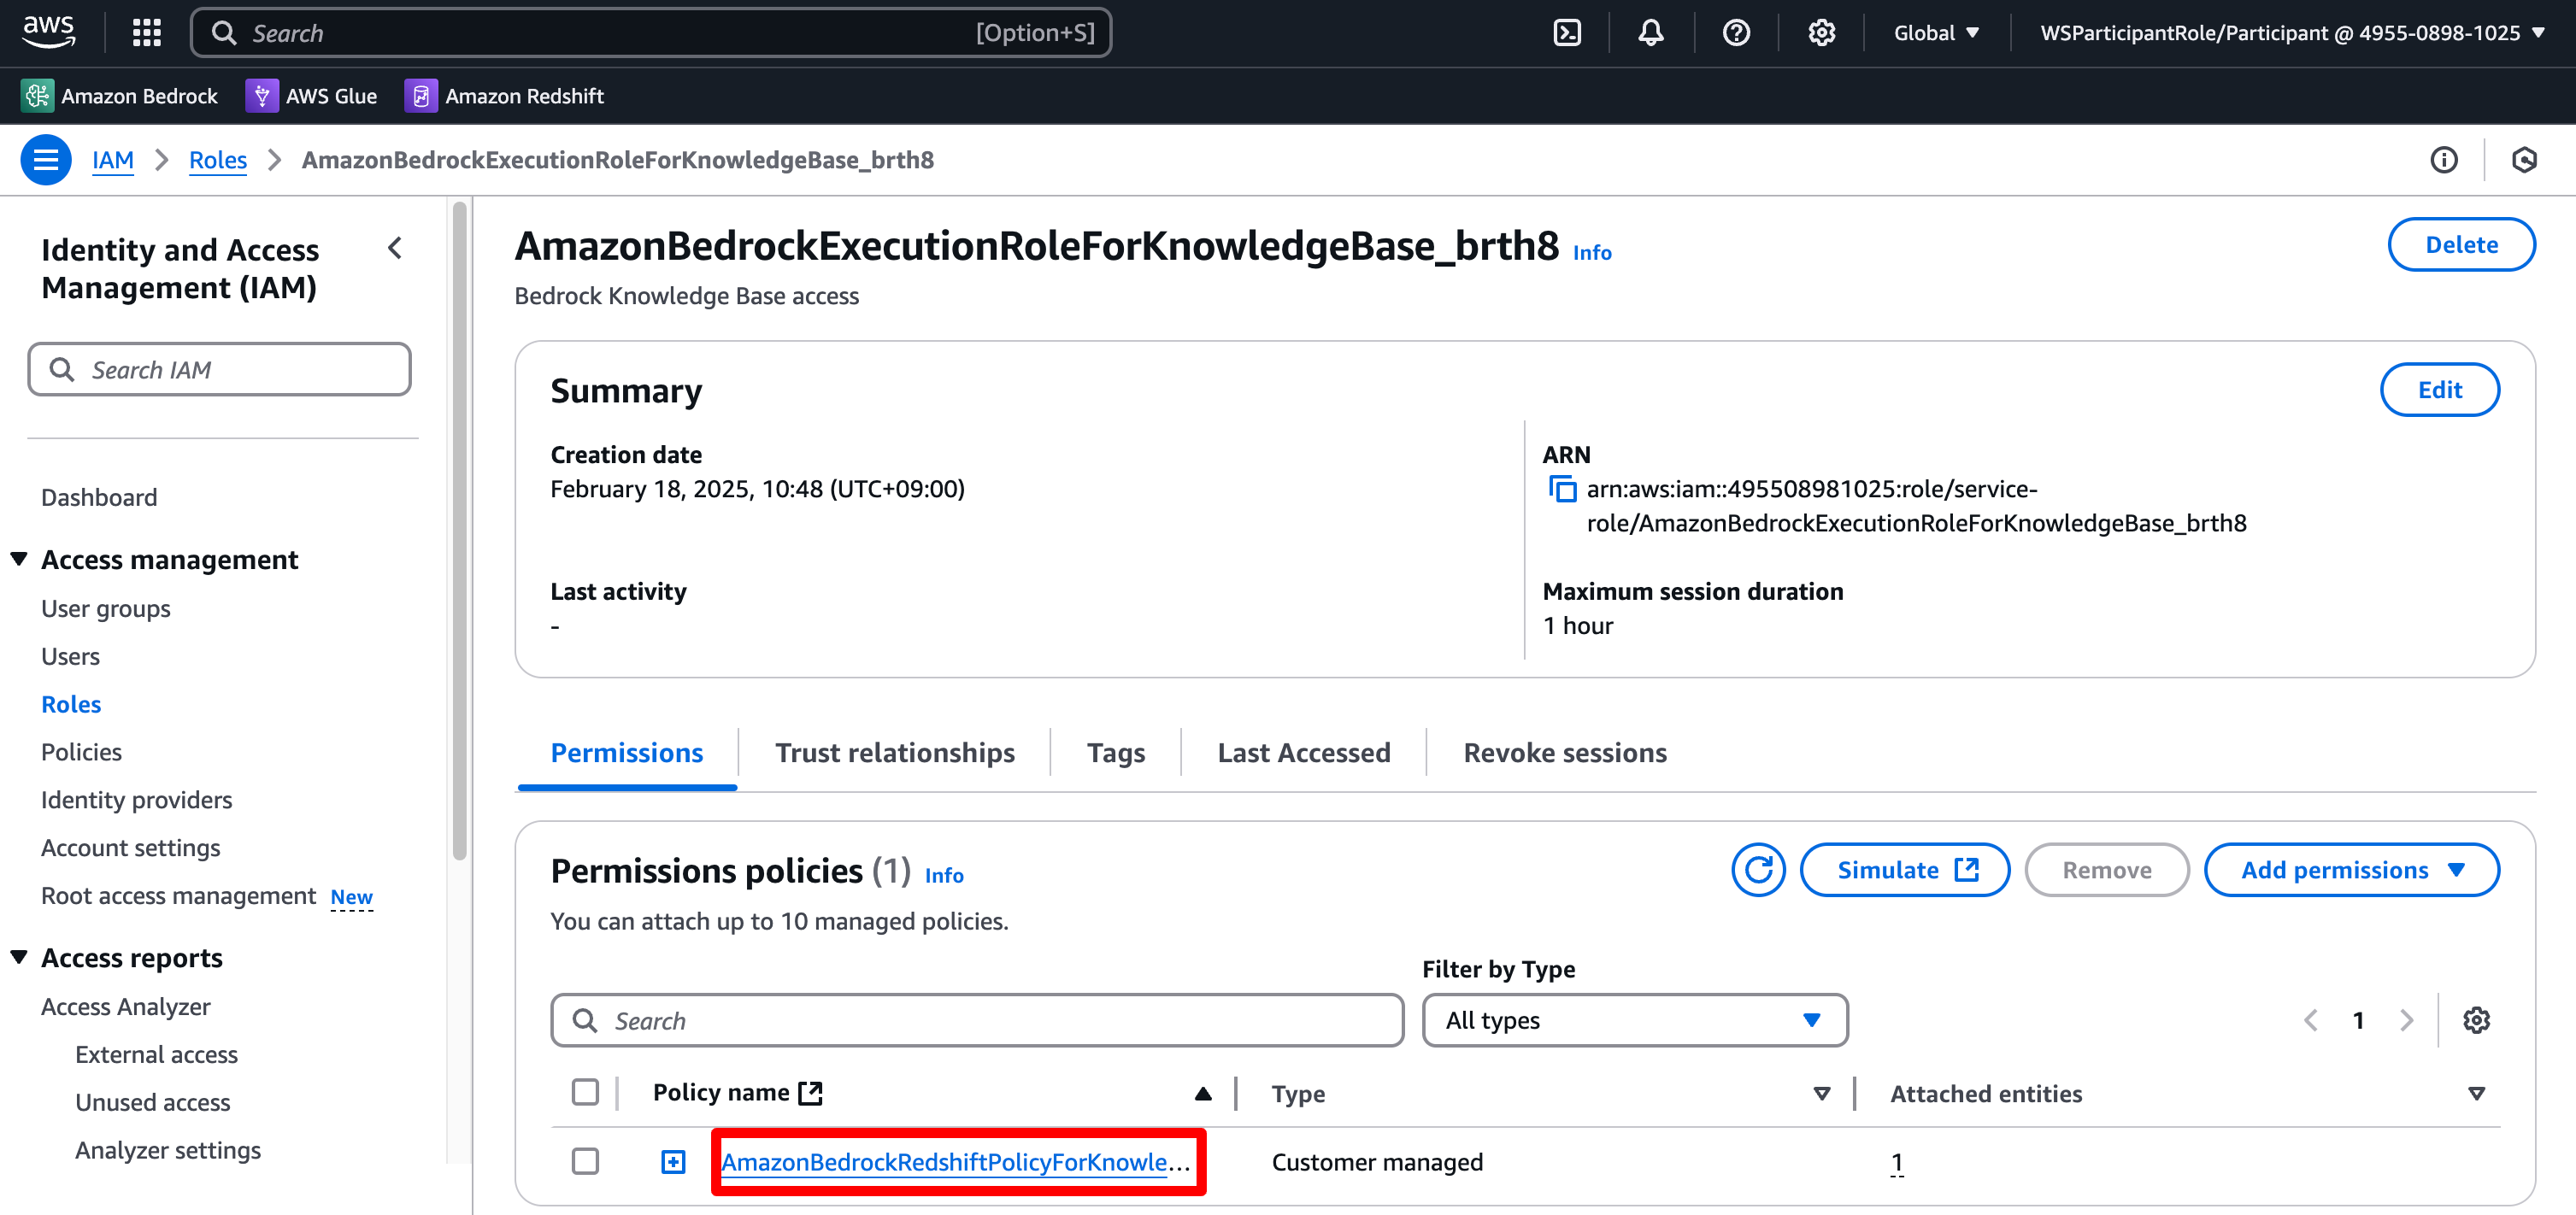 aws
Search [Option+S]
Global
WSParticipantRole/Participant @ 4955-0898-1025
Amazon Bedrock
AWS Glue
Amazon Redshift
IAM
Roles
AmazonBedrockExecutionRoleForKnowledgeBase_brth8
Identity and Access
Management (IAM)
Search IAM
Dashboard
Access management
User groups
Users
Roles
Policies
Identity providers
Account settings
Root access management New
Access reports
Access Analyzer
External access
Unused access
Analyzer settings
AmazonBedrockExecutionRoleForKnowledgeBase_brth8 Info
Delete
Bedrock Knowledge Base access
Summary
Edit
Creation date
February 18, 2025, 10:48 (UTC+09:00)
ARN
arn:aws:iam::495508981025:role/service-
role/AmazonBedrockExecutionRoleForKnowledgeBase_brth8
Last activity
-
Maximum session duration
1 hour
Permissions
Trust relationships
Tags
Last Accessed
Revoke sessions
Permissions policies (1) Info
Simulate
Remove
Add permissions
You can attach up to 10 managed policies.
Filter by Type
Search
All types
1
Policy name
Type
Attached entities
AmazonBedrockRedshiftPolicyForKnowle...
Customer managed
1